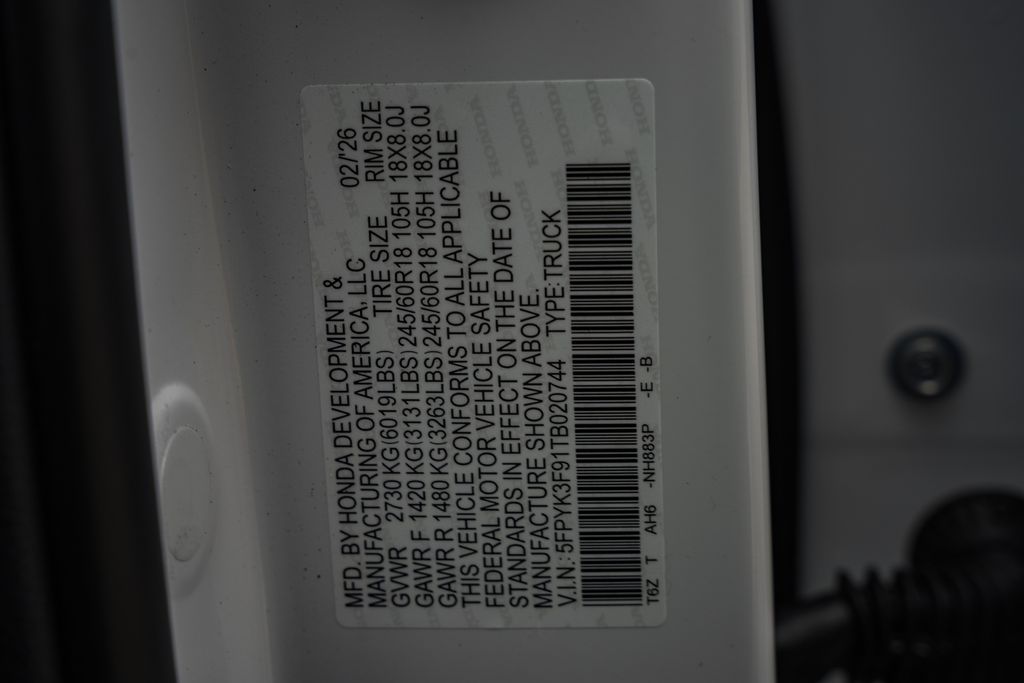 MFD. BY HONDA DEVELOPMENT &
MANUFACTURING OF AMERICA, LLC 02/'26
TIRE SIZE RIM SIZE
GVWR 2730 KG(6019LBS)
GAWR F 1420 KG(3131LBS) 245/60R18 105H 18X8.0J
GAWR R 1480 KG(3263LBS) 245/60R18 105H 18X8.0J
THIS VEHICLE CONFORMS TO ALL APPLICABLE
FEDERAL MOTOR VEHICLE SAFETY
STANDARDS IN EFFECT ON THE DATE OF
MANUFACTURE SHOWN ABOVE.
V.I.N.: 5FPYK3F91TB020744 TYPE: TRUCK
T6Z T AH6 -NH883P -E -B
HONDA